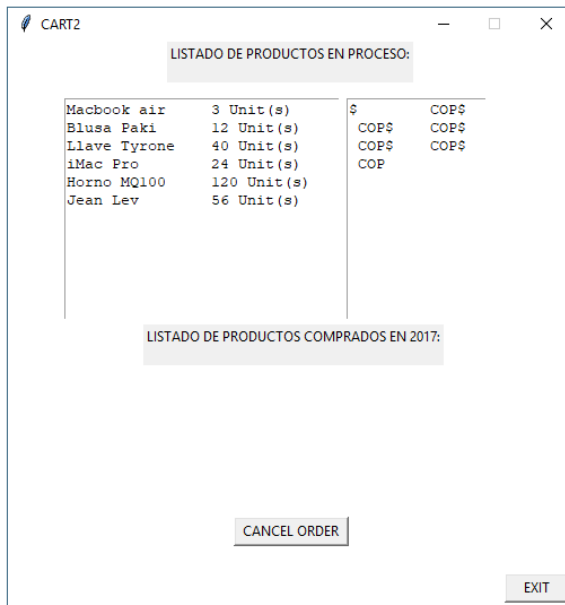 CART2
LISTADO DE PRODUCTOS EN PROCESO:
Macbook air 3 Unit(s) $ COP$
Blusa Paki 12 Unit(s) COP$ COP$
Llave Tyrone 40 Unit(s) COP$ COP$
iMac Pro 24 Unit(s) COP
Horno MQ100 120 Unit(s)
Jean Lev 56 Unit(s)
LISTADO DE PRODUCTOS COMPRADOS EN 2017:
CANCEL ORDER
EXIT